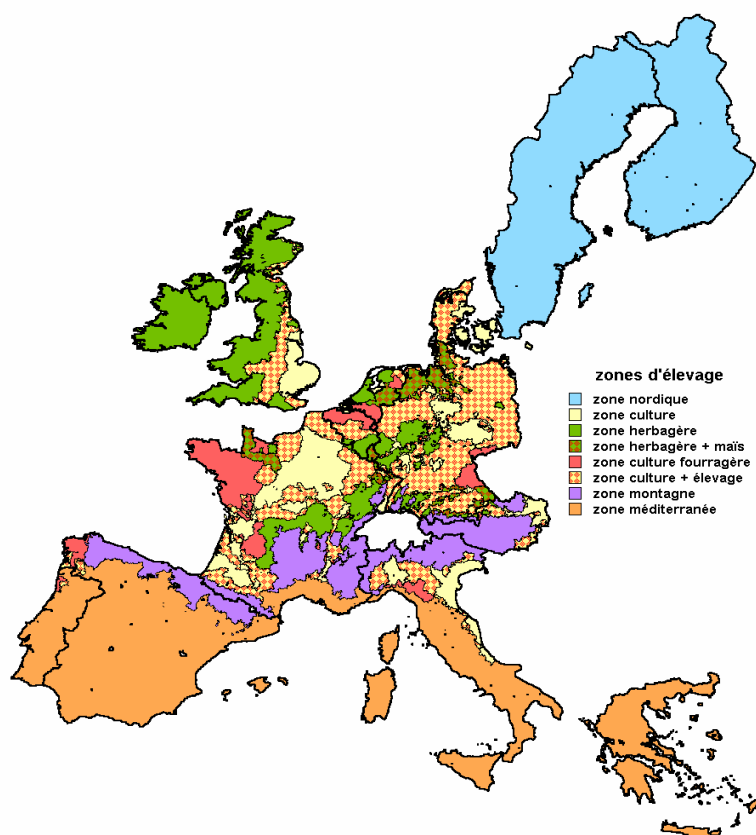 zones d'élevage
zone nordique
zone culture
zone herbagère
zone herbagère + maïs
zone culture fourragère
zone culture + élevage
zone montagne
zone méditerranée